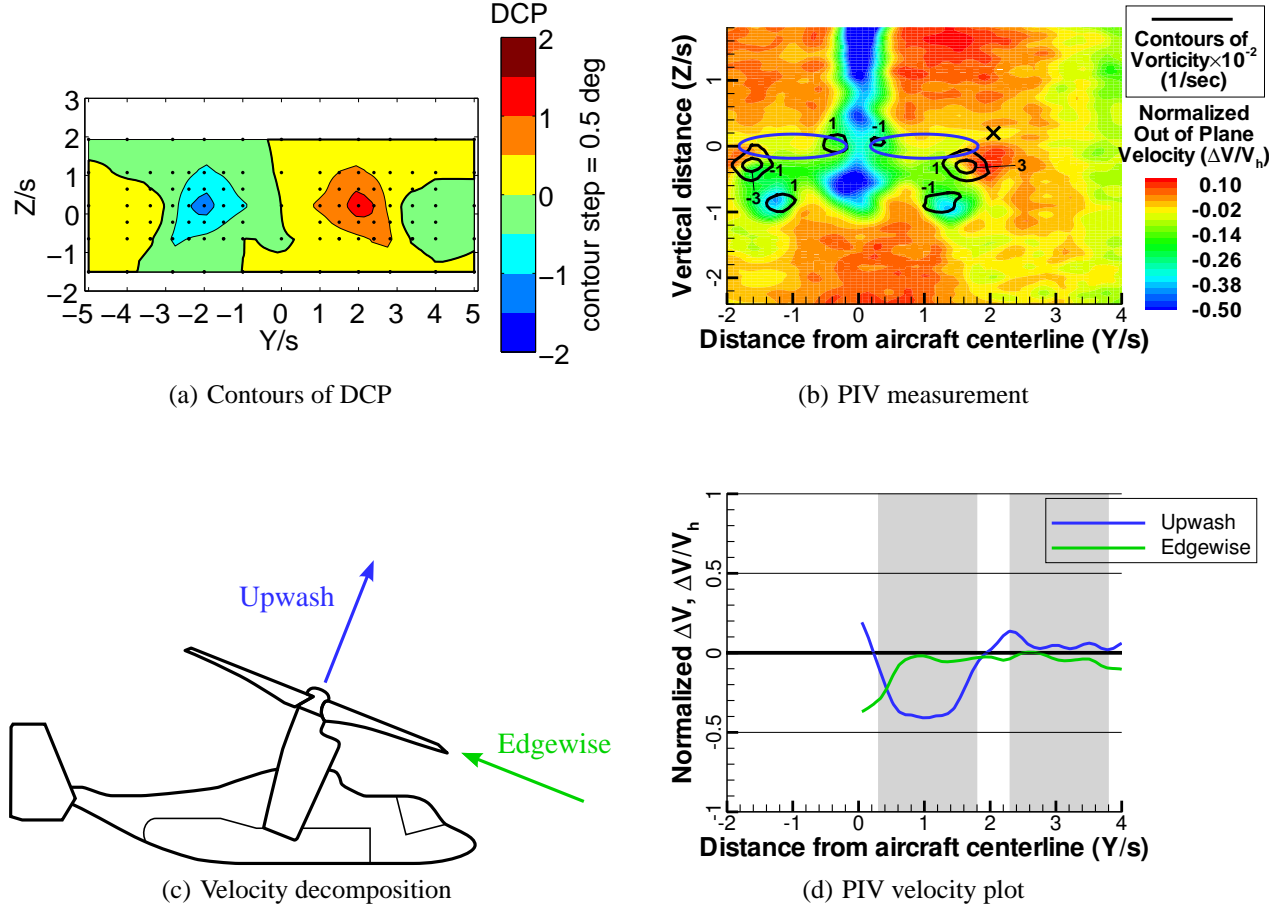 DCP
2
1
0
−1
−2
contour step = 0.5 deg
3
2
1
0
−1
−2
Z/s
−5 −4 −3 −2 −1 0 1 2 3 4 5
Y/s
(a) Contours of DCP
Contours of
Vorticity×10⁻²
(1/sec)
Normalized
Out of Plane
Velocity (ΔV/Vₕ)
0.10
-0.02
-0.14
-0.26
-0.38
-0.50
1
0
-1
-2
Vertical distance (Z/s)
1
-1
-1
-3
1
1
3
-1
-2 -1 0 1 2 3 4
Distance from aircraft centerline (Y/s)
(b) PIV measurement
Upwash
Edgewise
(c) Velocity decomposition
Upwash
Edgewise
1
0.5
0
-0.5
-1
Normalized ΔV, ΔV/Vₕ
-2 -1 0 1 2 3 4
Distance from aircraft centerline (Y/s)
(d) PIV velocity plot